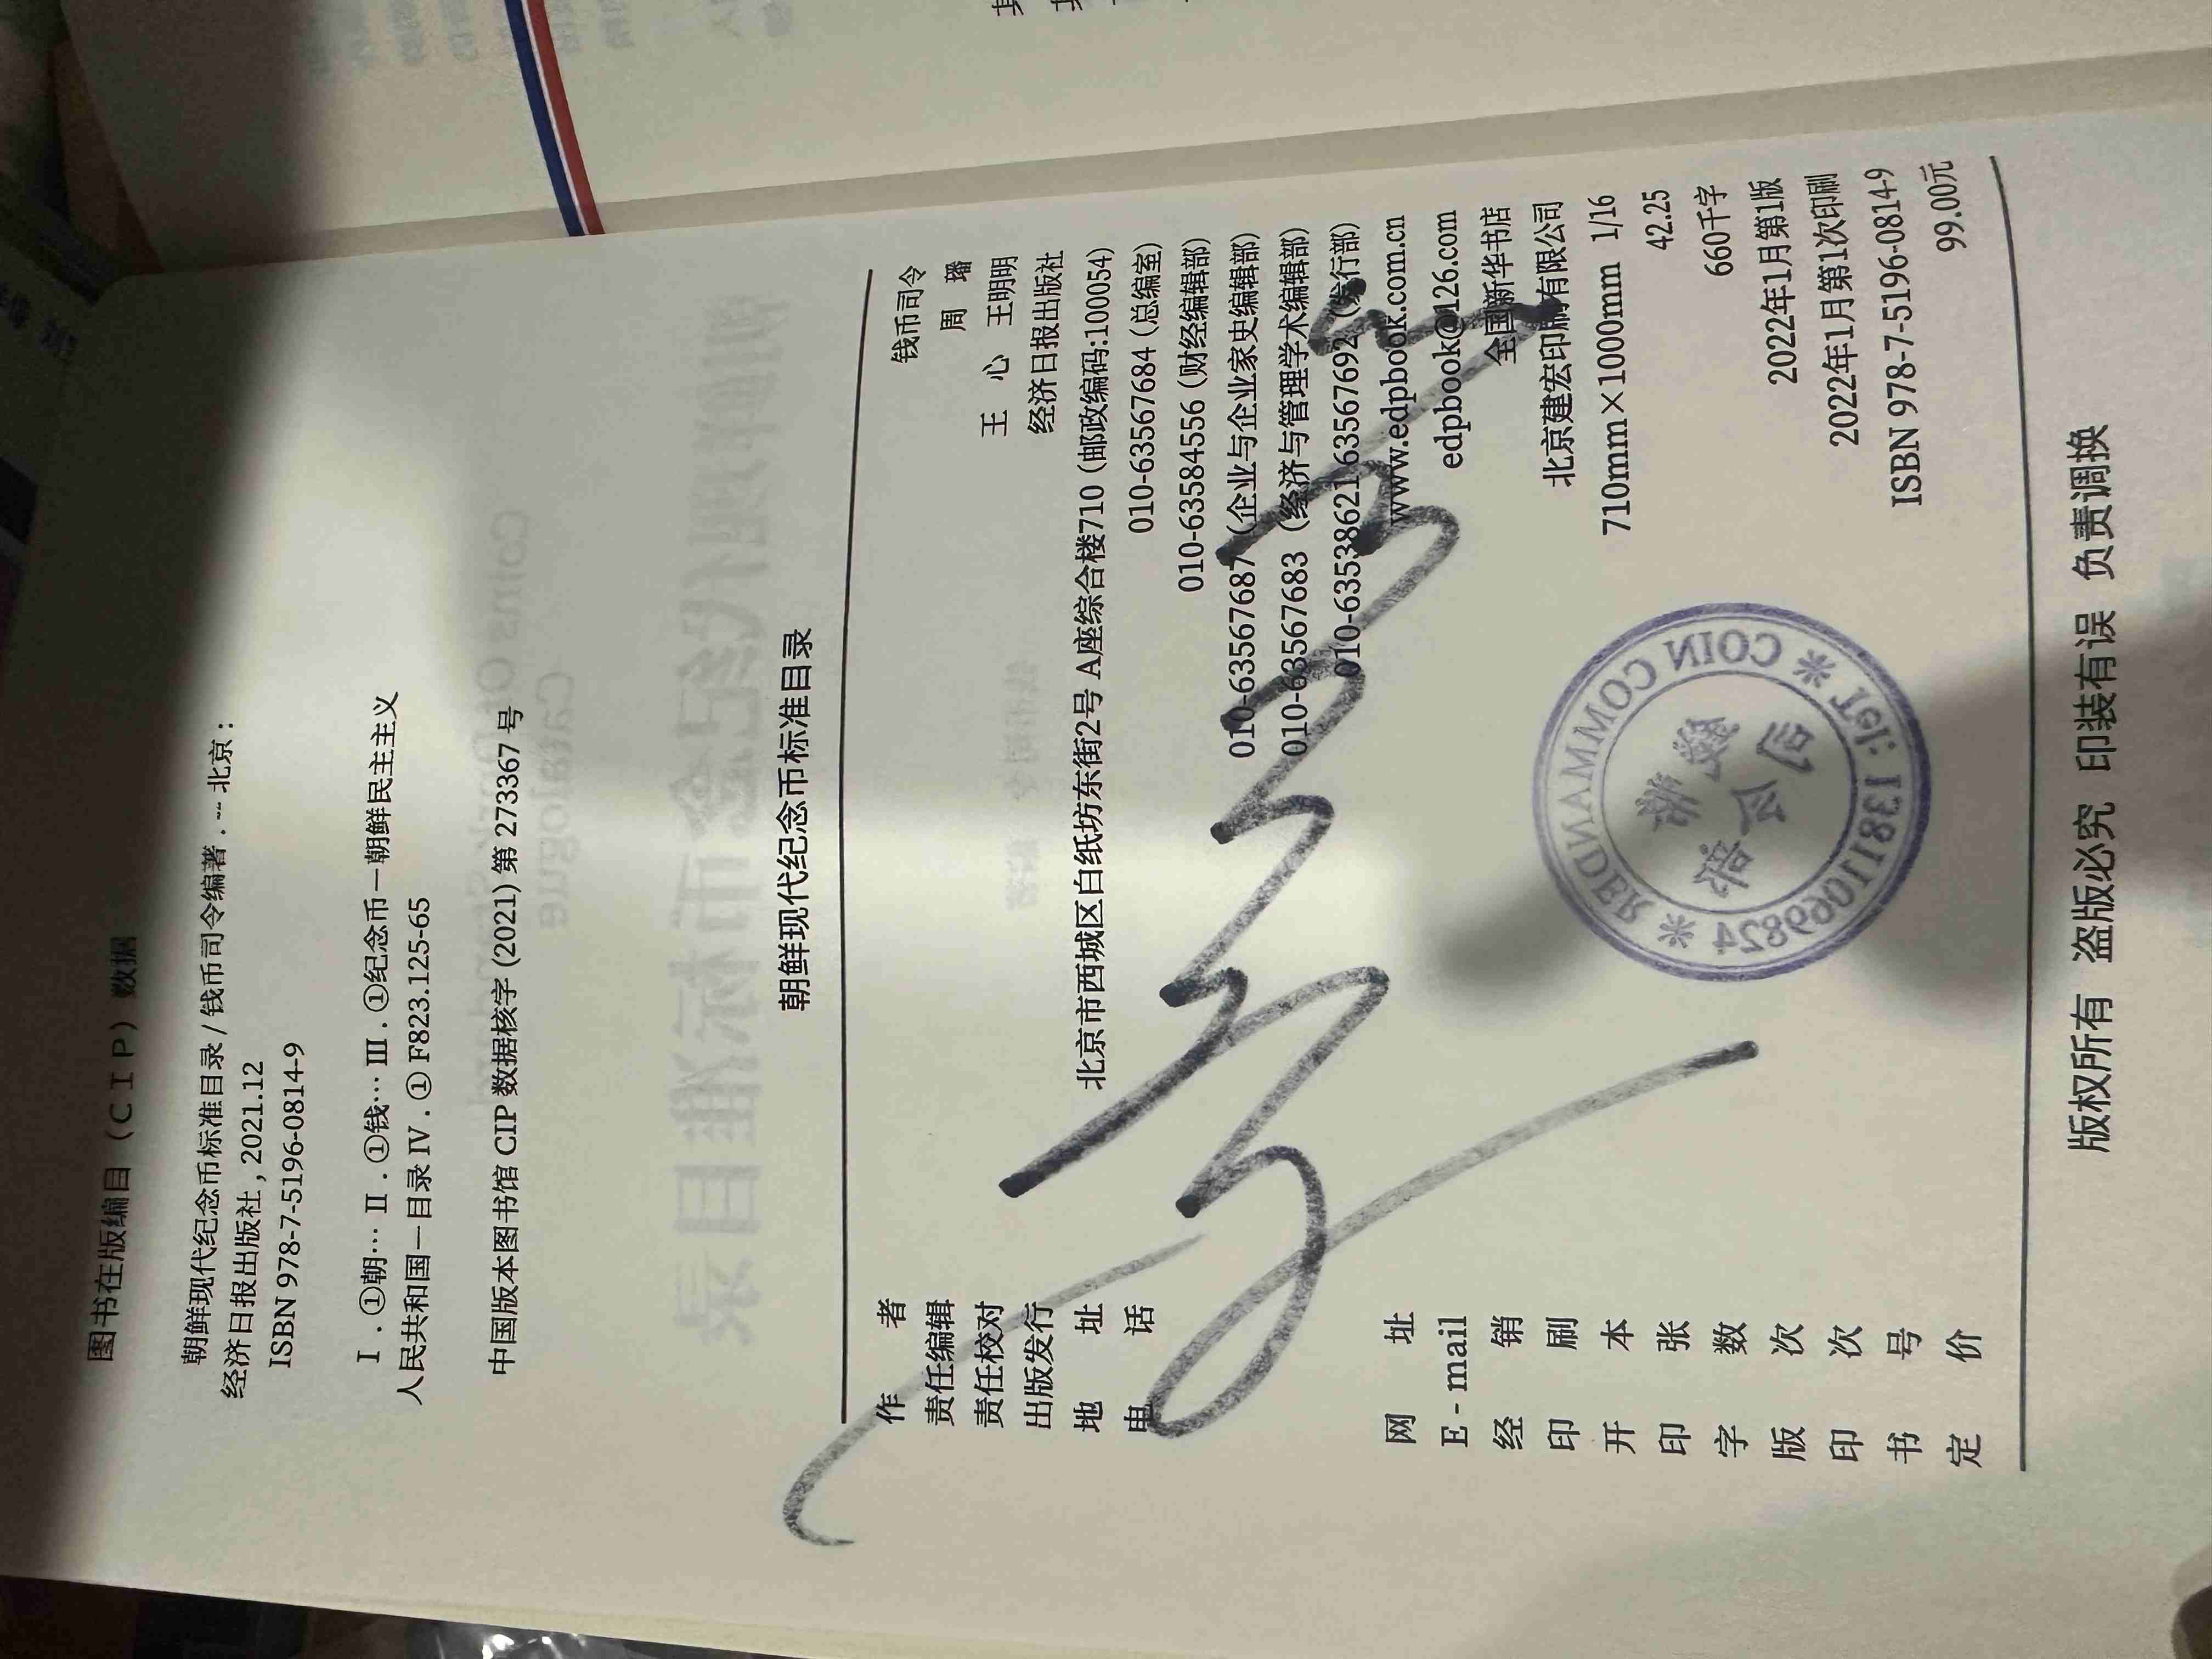 图书在版编目（CIP）数据
朝鲜现代纪念币标准目录 / 钱币司令编著. -- 北京：
经济日报出版社, 2021.12
ISBN 978-7-5196-0814-9
Ⅰ. ①朝… Ⅱ. ①钱… Ⅲ. ①纪念币－朝鲜民主主义
人民共和国－目录 Ⅳ. ① F823.125-65
中国版本图书馆 CIP 数据核字 (2021) 第 273367 号
朝鲜现代纪念币标准目录
作者 钱币司令
责任编辑 周 璠
责任校对 王 心 王明明
出版发行 经济日报出版社
地址 北京市西城区白纸坊东街2号 A座综合楼710（邮政编码:100054）
电话 010-63567684（总编室）
010-63584556（财经编辑部）
010-63567687（企业与企业家史编辑部）
010-63567683（经济与管理学术编辑部）
010-63538621 63567692（发行部）
网址 www.edpbook.com.cn
E-mail edpbook@126.com
经销 全国新华书店
印刷 北京建宏印刷有限公司
开本 710mm×1000mm 1/16
印张 42.25
字数 660千字
版次 2022年1月第1版
印次 2022年1月第1次印刷
书号 ISBN 978-7-5196-0814-9
定价 99.00元
COIN COMMANDER
Tel: 13811099874
司令
版权所有 盗版必究 印装有误 负责调换